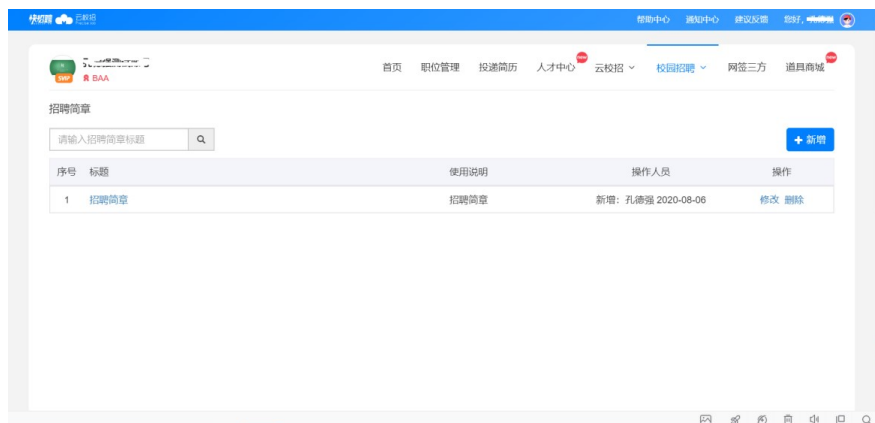 快招聘 云校招 帮助中心 通知中心 建议反馈 您好,
BAA
首页 职位管理 投递简历 人才中心 云校招 校园招聘 网签三方 道具商城
招聘简章
请输入招聘简章标题 新增
序号 标题 使用说明 操作人员 操作
1 招聘简章 招聘简章 新增：孔德强 2020-08-06 修改 删除